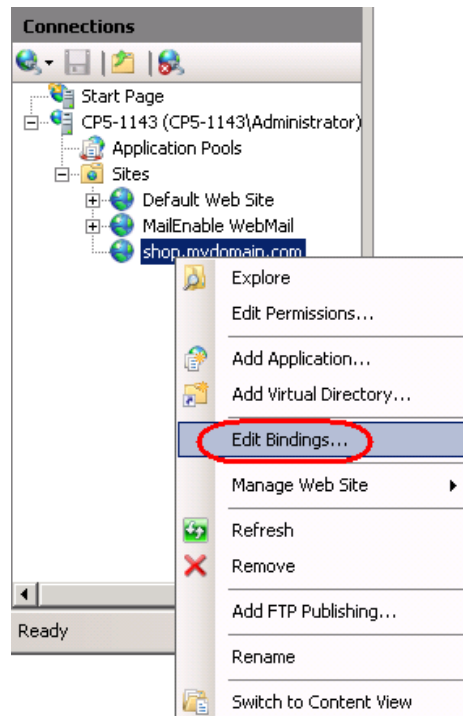 Connections
Start Page
CP5-1143 (CP5-1143\Administrator)
Application Pools
Sites
Default Web Site
MailEnable WebMail
shop.mydomain.com
Explore
Edit Permissions...
Add Application...
Add Virtual Directory...
Edit Bindings...
Manage Web Site
Refresh
Remove
Add FTP Publishing...
Ready
Rename
Switch to Content View